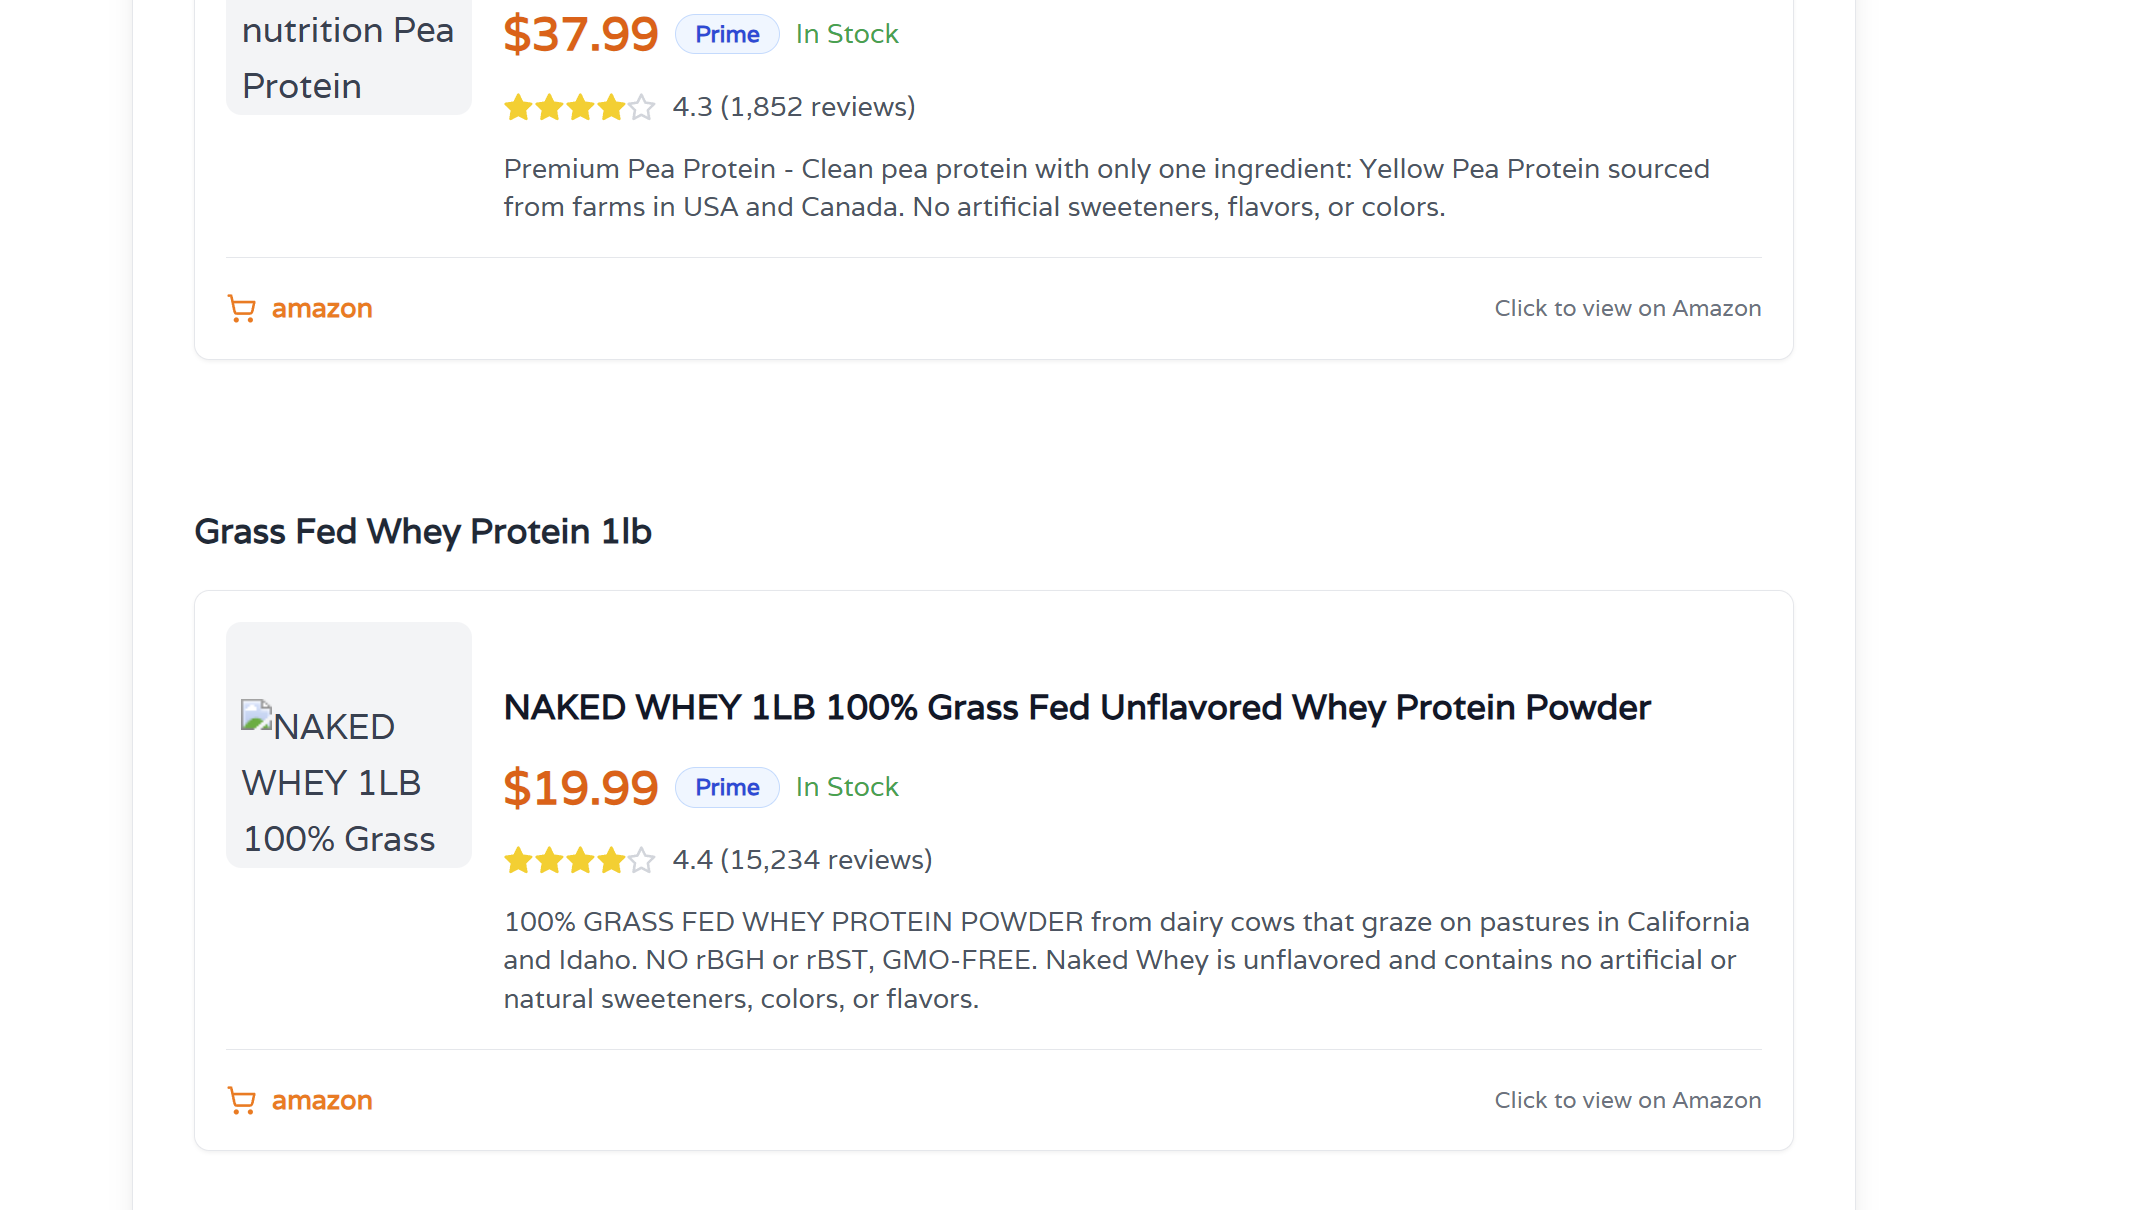 nutrition Pea
Protein
$37.99 Prime In Stock
4.3 (1,852 reviews)
Premium Pea Protein - Clean pea protein with only one ingredient: Yellow Pea Protein sourced
from farms in USA and Canada. No artificial sweeteners, flavors, or colors.
amazon
Click to view on Amazon
Grass Fed Whey Protein 1lb
NAKED
WHEY 1LB
100% Grass
NAKED WHEY 1LB 100% Grass Fed Unflavored Whey Protein Powder
$19.99 Prime In Stock
4.4 (15,234 reviews)
100% GRASS FED WHEY PROTEIN POWDER from dairy cows that graze on pastures in California
and Idaho. NO rBGH or rBST, GMO-FREE. Naked Whey is unflavored and contains no artificial or
natural sweeteners, colors, or flavors.
amazon
Click to view on Amazon